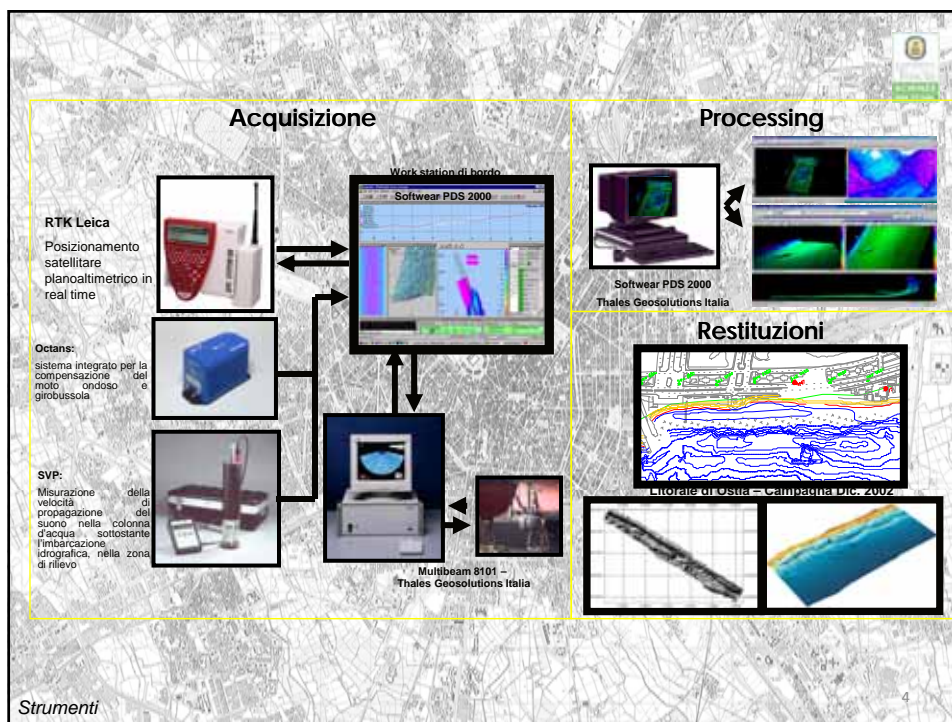 Acquisizione
Work station di bordo
Softwear PDS 2000
RTK Leica
Posizionamento
satellitare
planoaltimetrico in
real time
Octans:
sistema integrato per la
compensazione del
moto ondoso e
girobussola
SVP:
Misurazione della
velocità di
propagazione del
suono nella colonna
d'acqua sottostante
l'imbarcazione
idrografica, nella zona
di rilievo
Multibeam 8101 –
Thales Geosolutions Italia
Processing
Softwear PDS 2000
Thales Geosolutions Italia
Restituzioni
Litorale di Ostia – Campagna Dic. 2002
Strumenti
4